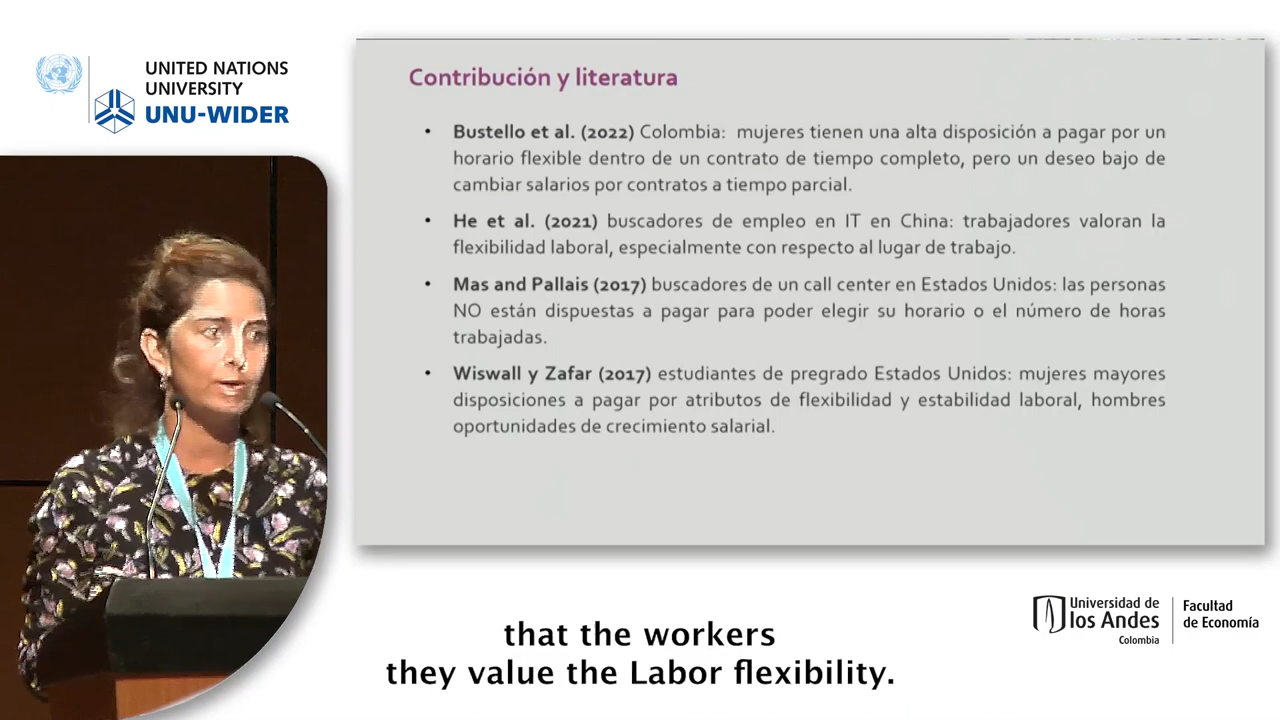 UNITED NATIONS
UNIVERSITY
UNU-WIDER
Contribución y literatura
• Bustello et al. (2022) Colombia: mujeres tienen una alta disposición a pagar por un
horario flexible dentro de un contrato de tiempo completo, pero un deseo bajo de
cambiar salarios por contratos a tiempo parcial.
• He et al. (2021) buscadores de empleo en IT en China: trabajadores valoran la
flexibilidad laboral, especialmente con respecto al lugar de trabajo.
• Mas and Pallais (2017) buscadores de un call center en Estados Unidos: las personas
NO están dispuestas a pagar para poder elegir su horario o el número de horas
trabajadas.
• Wiswall y Zafar (2017) estudiantes de pregrado Estados Unidos: mujeres mayores
disposiciones a pagar por atributos de flexibilidad y estabilidad laboral, hombres
oportunidades de crecimiento salarial.
Universidad de
los Andes
Colombia
Facultad
de Economía
that the workers
they value the Labor flexibility.